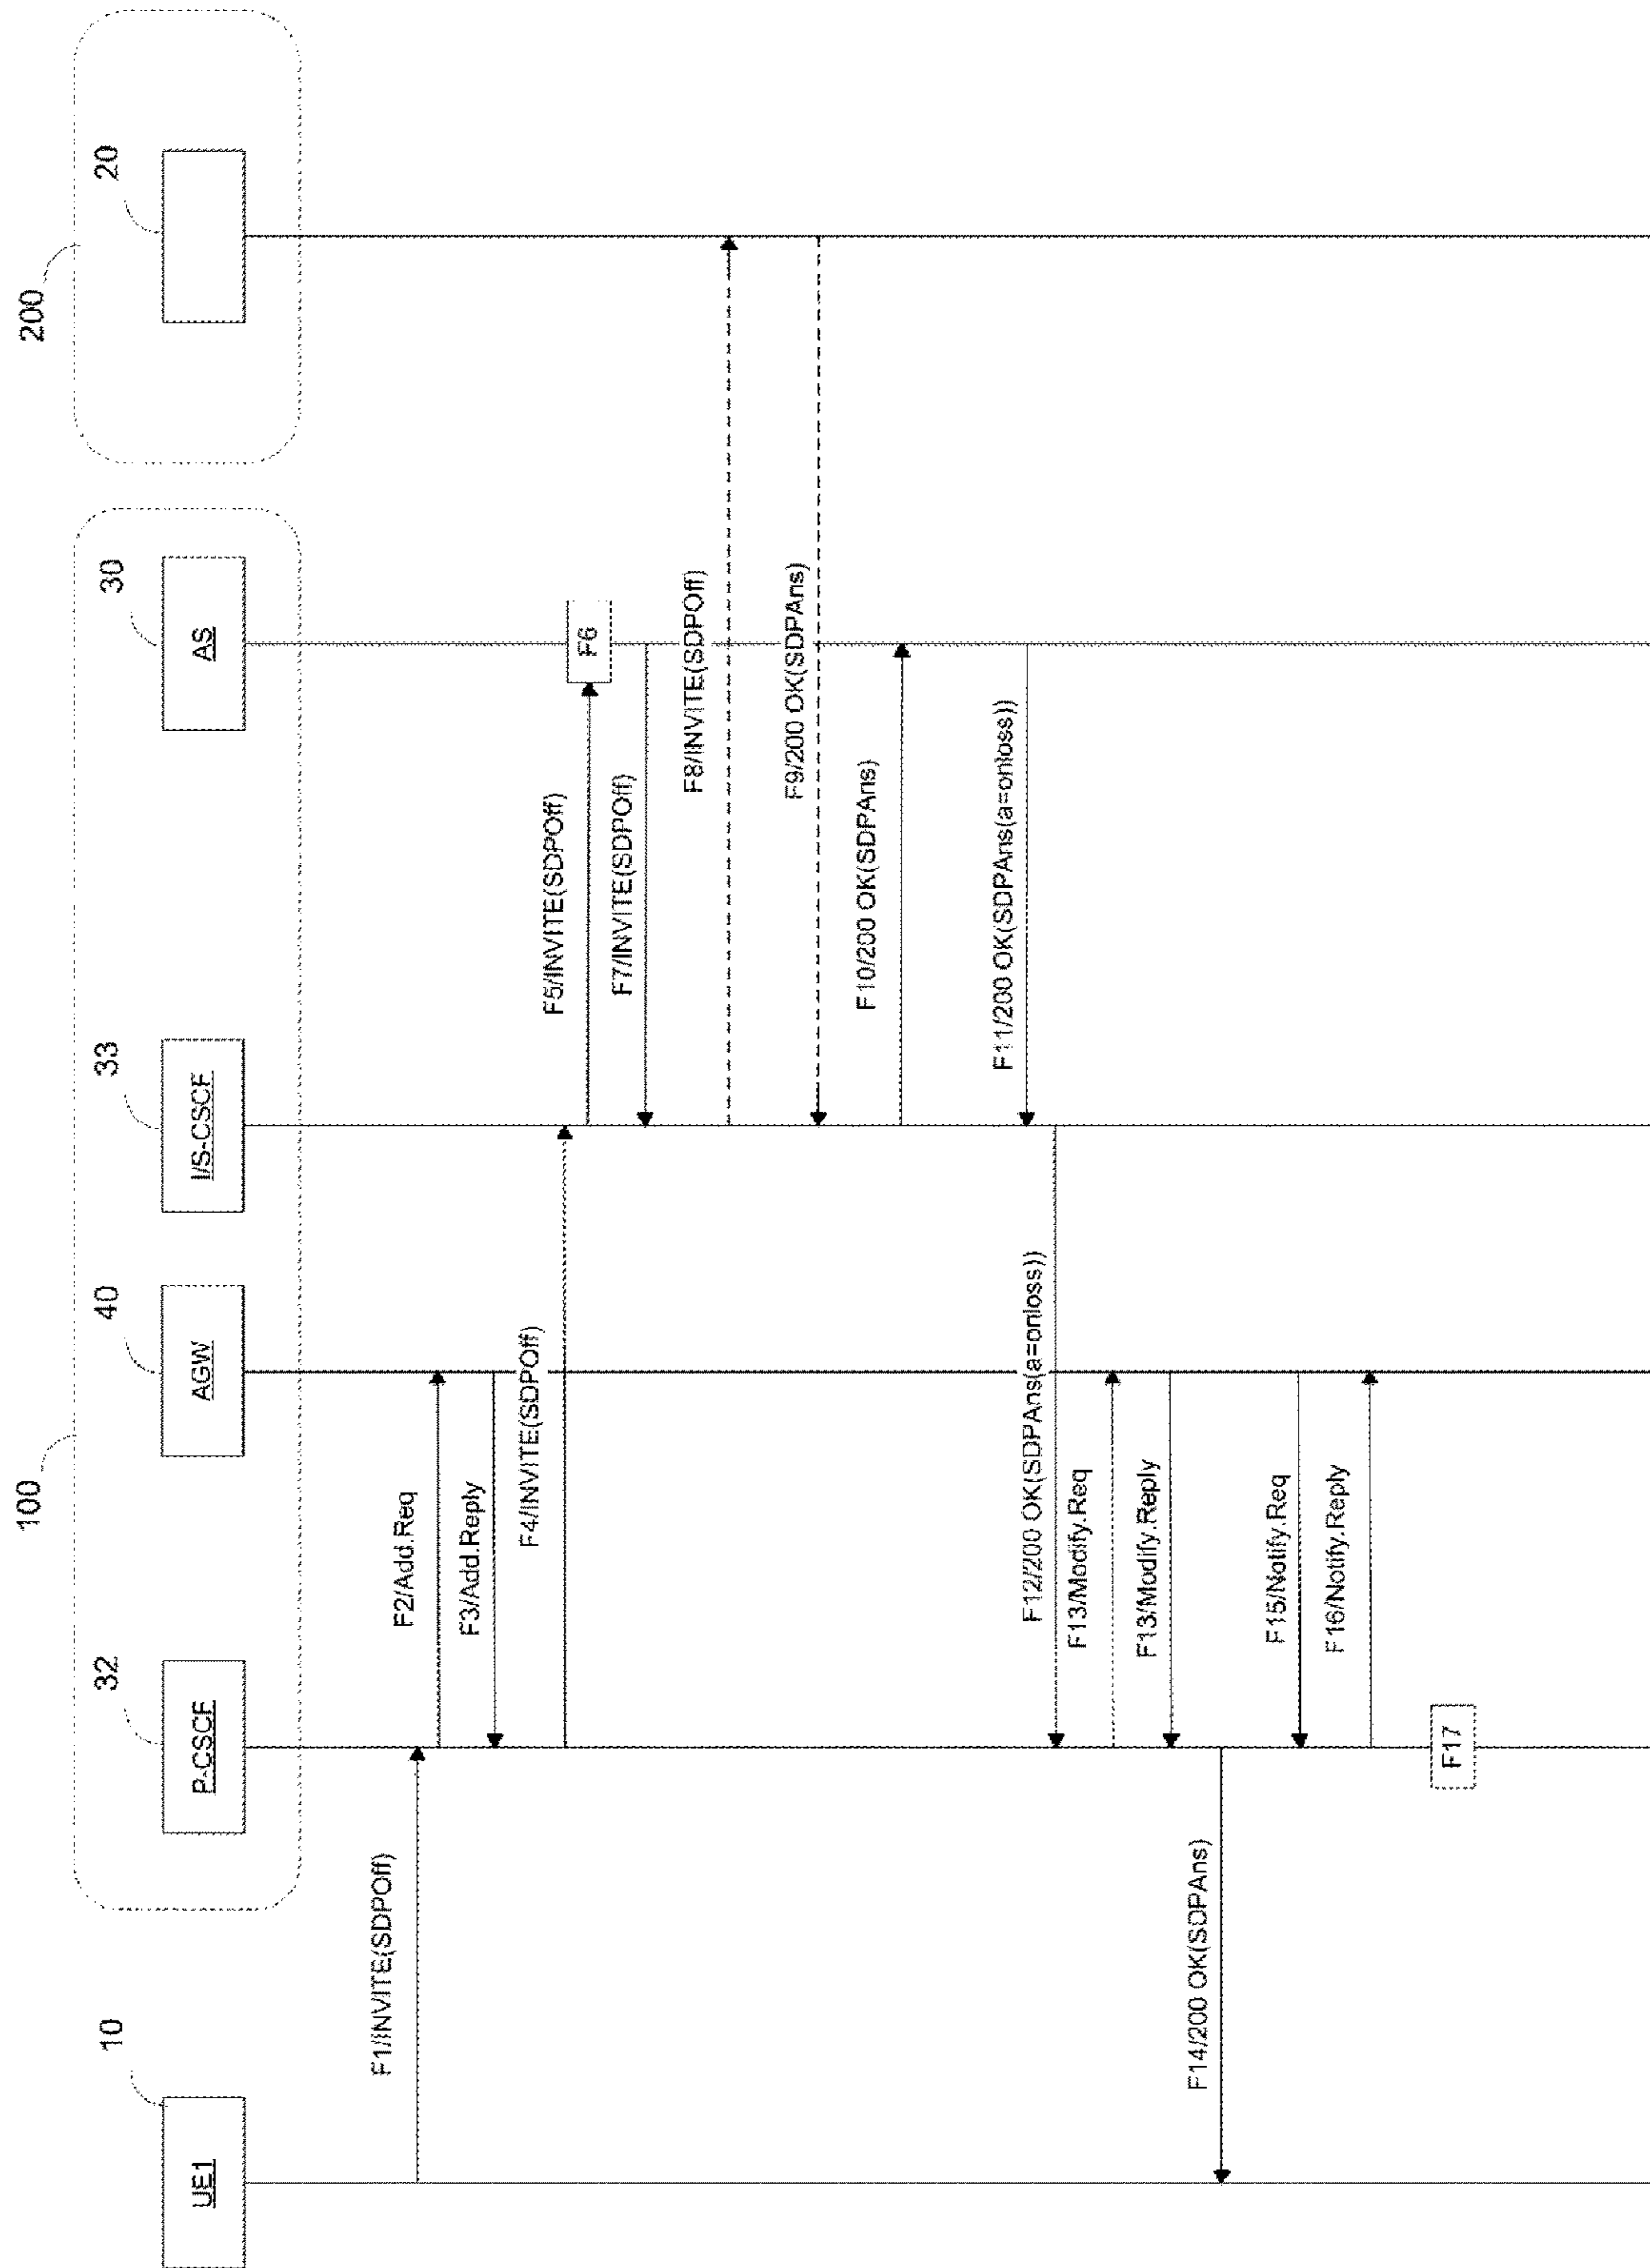 100
200
10
32
40
33
30
20
UE1
P-CSCF
AGW
I/S-CSCF
AS
F1/INVITE(SDPOff)
F2/Add.Req
F3/Add.Reply
F4/INVITE(SDPOff)
F5/INVITE(SDPOff)
F6
F7/INVITE(SDPOff)
F8/INVITE(SDPOff)
F9/200 OK(SDPAns)
F10/200 OK(SDPAns)
F11/200 OK(SDPAns(a=onloss))
F12/200 OK(SDPAns(a=onloss))
F13/Modify.Req
F13/Modify.Reply
F14/200 OK(SDPAns)
F15/Notify.Req
F16/Notify.Reply
F17